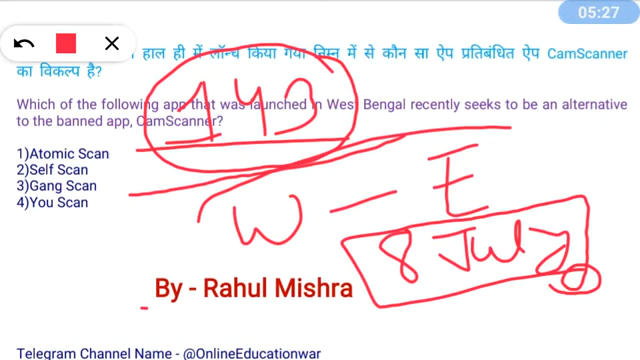 05:27
हाल ही में लॉन्च किया गया निम्न में से कौन सा ऐप प्रतिबंधित ऐप CamScanner
का विकल्प है?
Which of the following app that was launched in West Bengal recently seeks to be an alternative
to the banned app, CamScanner?
143
1)Atomic Scan
2)Self Scan
3)Gang Scan
4)You Scan
W - E
8 July
By - Rahul Mishra
Telegram Channel Name - @OnlineEducationwar